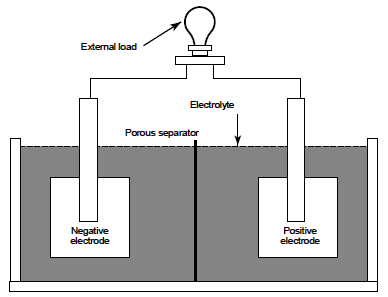 External load
Electrolyte
Porous separator
Negative
electrode
Positive
electrode